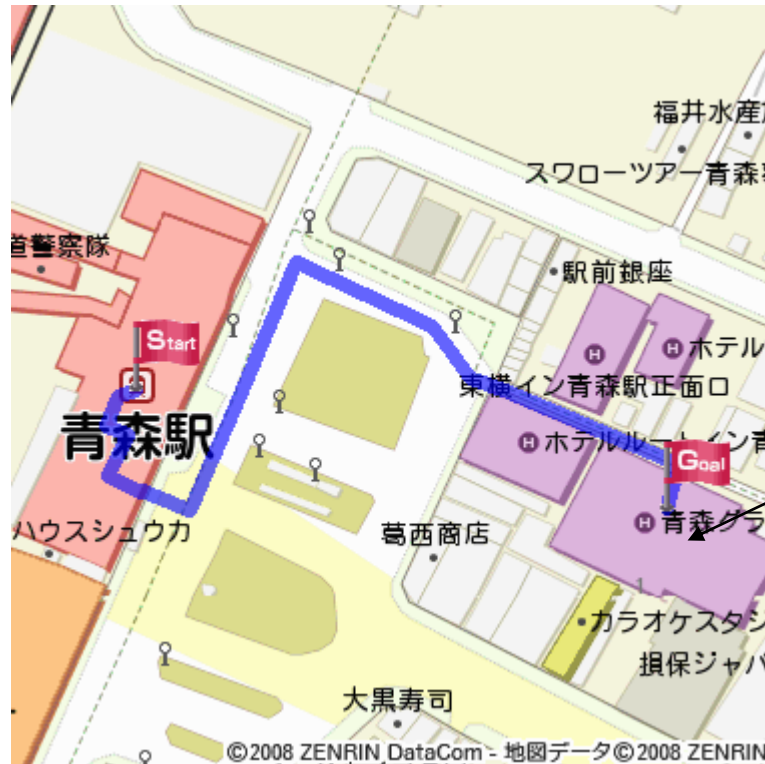 福井水産
スワローツアー青森
道警察隊
駅前銀座
Start
ホテル
東横イン青森駅正面口
青森駅
ホテルルートイン青
Goal
青森グラ
ハウスシュウカ
葛西商店
1
カラオケスタジ
損保ジャパ
大黒寿司
©2008 ZENRIN DataCom - 地図データ©2008 ZENRIN